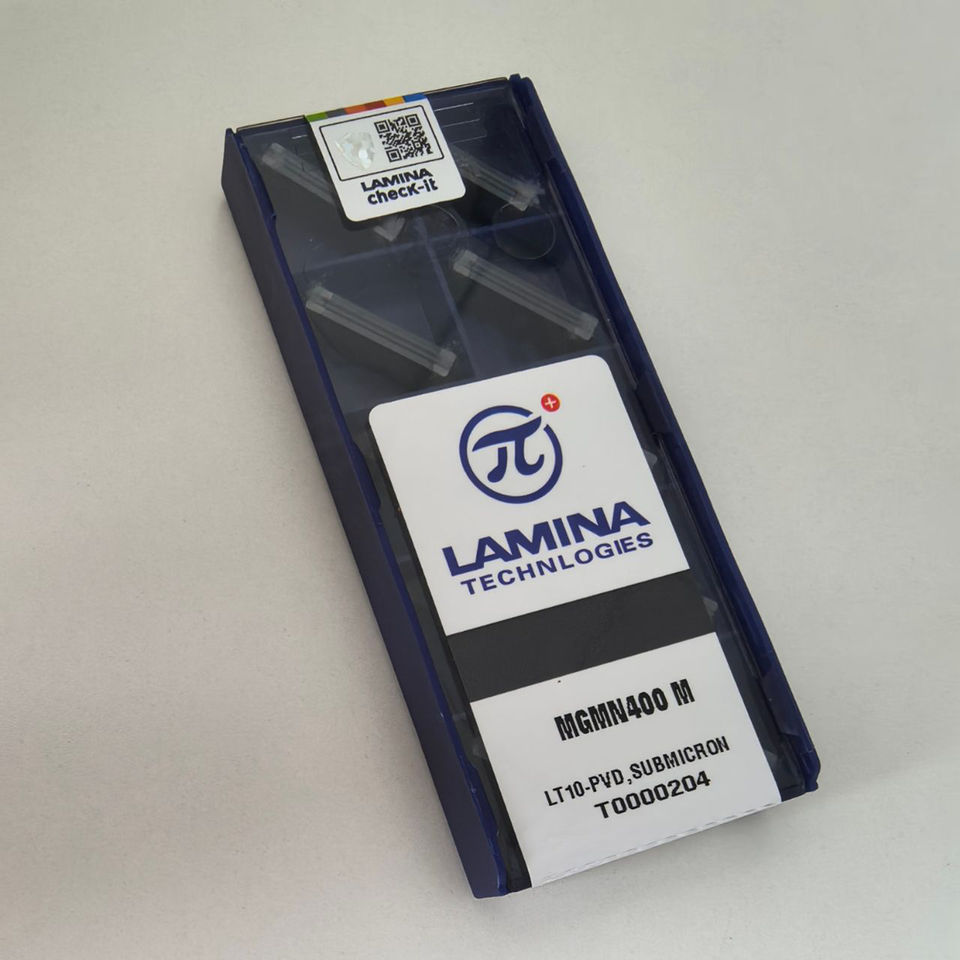 LAMINA
check-it
π
LAMINA
TECHNLOGIES
MGMN400 M
LT10-PVD,SUBMICRON
T0000204